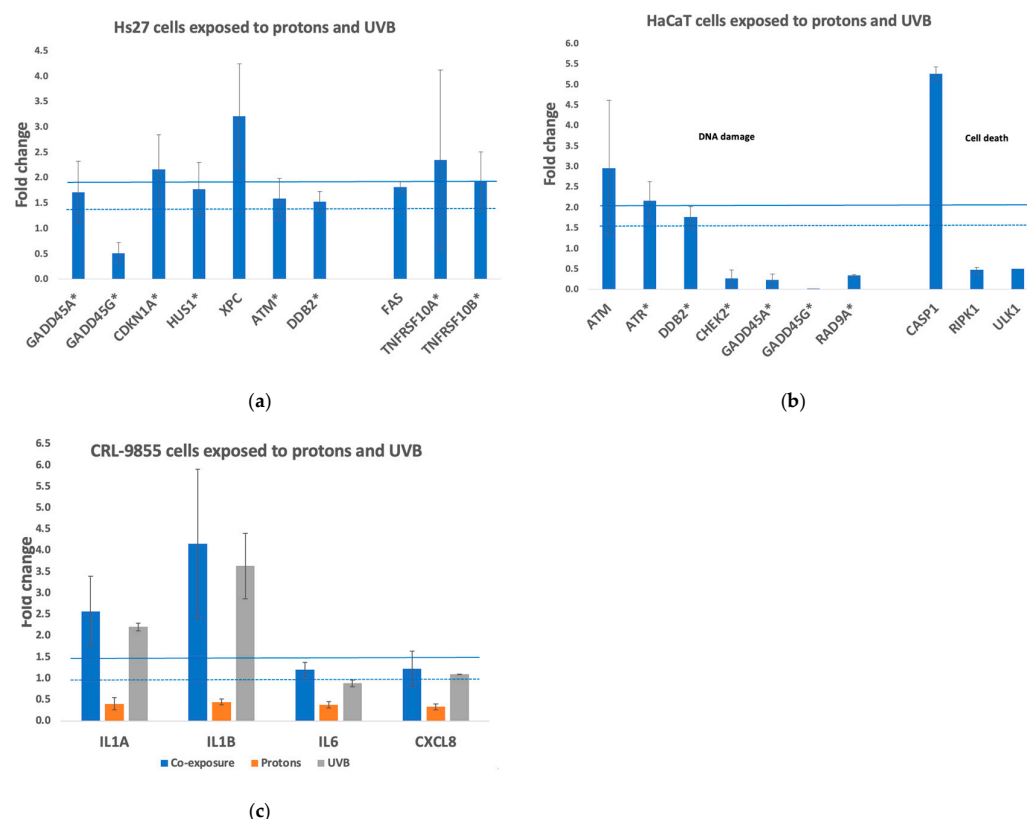 Hs27 cells exposed to protons and UVB
4.5
4.0
3.5
3.0
2.5
2.0
1.5
1.0
0.5
0.0
Fold change
GADD45A*
GADD45G*
CDKN1A*
HUS1*
XPC
ATM*
DDB2*
FAS
TNFRSF10A*
TNFRSF10B*
(a)
HaCaT cells exposed to protons and UVB
6.0
5.5
5.0
4.5
4.0
3.5
3.0
2.5
2.0
1.5
1.0
0.5
0.0
Fold change
DNA damage
Cell death
ATM
ATR*
DDB2*
CHEK2*
GADD45A*
GADD45G*
RAD9A*
CASP1
RIPK1
ULK1
(b)
CRL-9855 cells exposed to protons and UVB
6.5
6.0
5.5
5.0
4.5
4.0
3.5
3.0
2.5
2.0
1.5
1.0
0.5
0.0
Fold change
IL1A
IL1B
IL6
CXCL8
Co-exposure
Protons
UVB
(c)